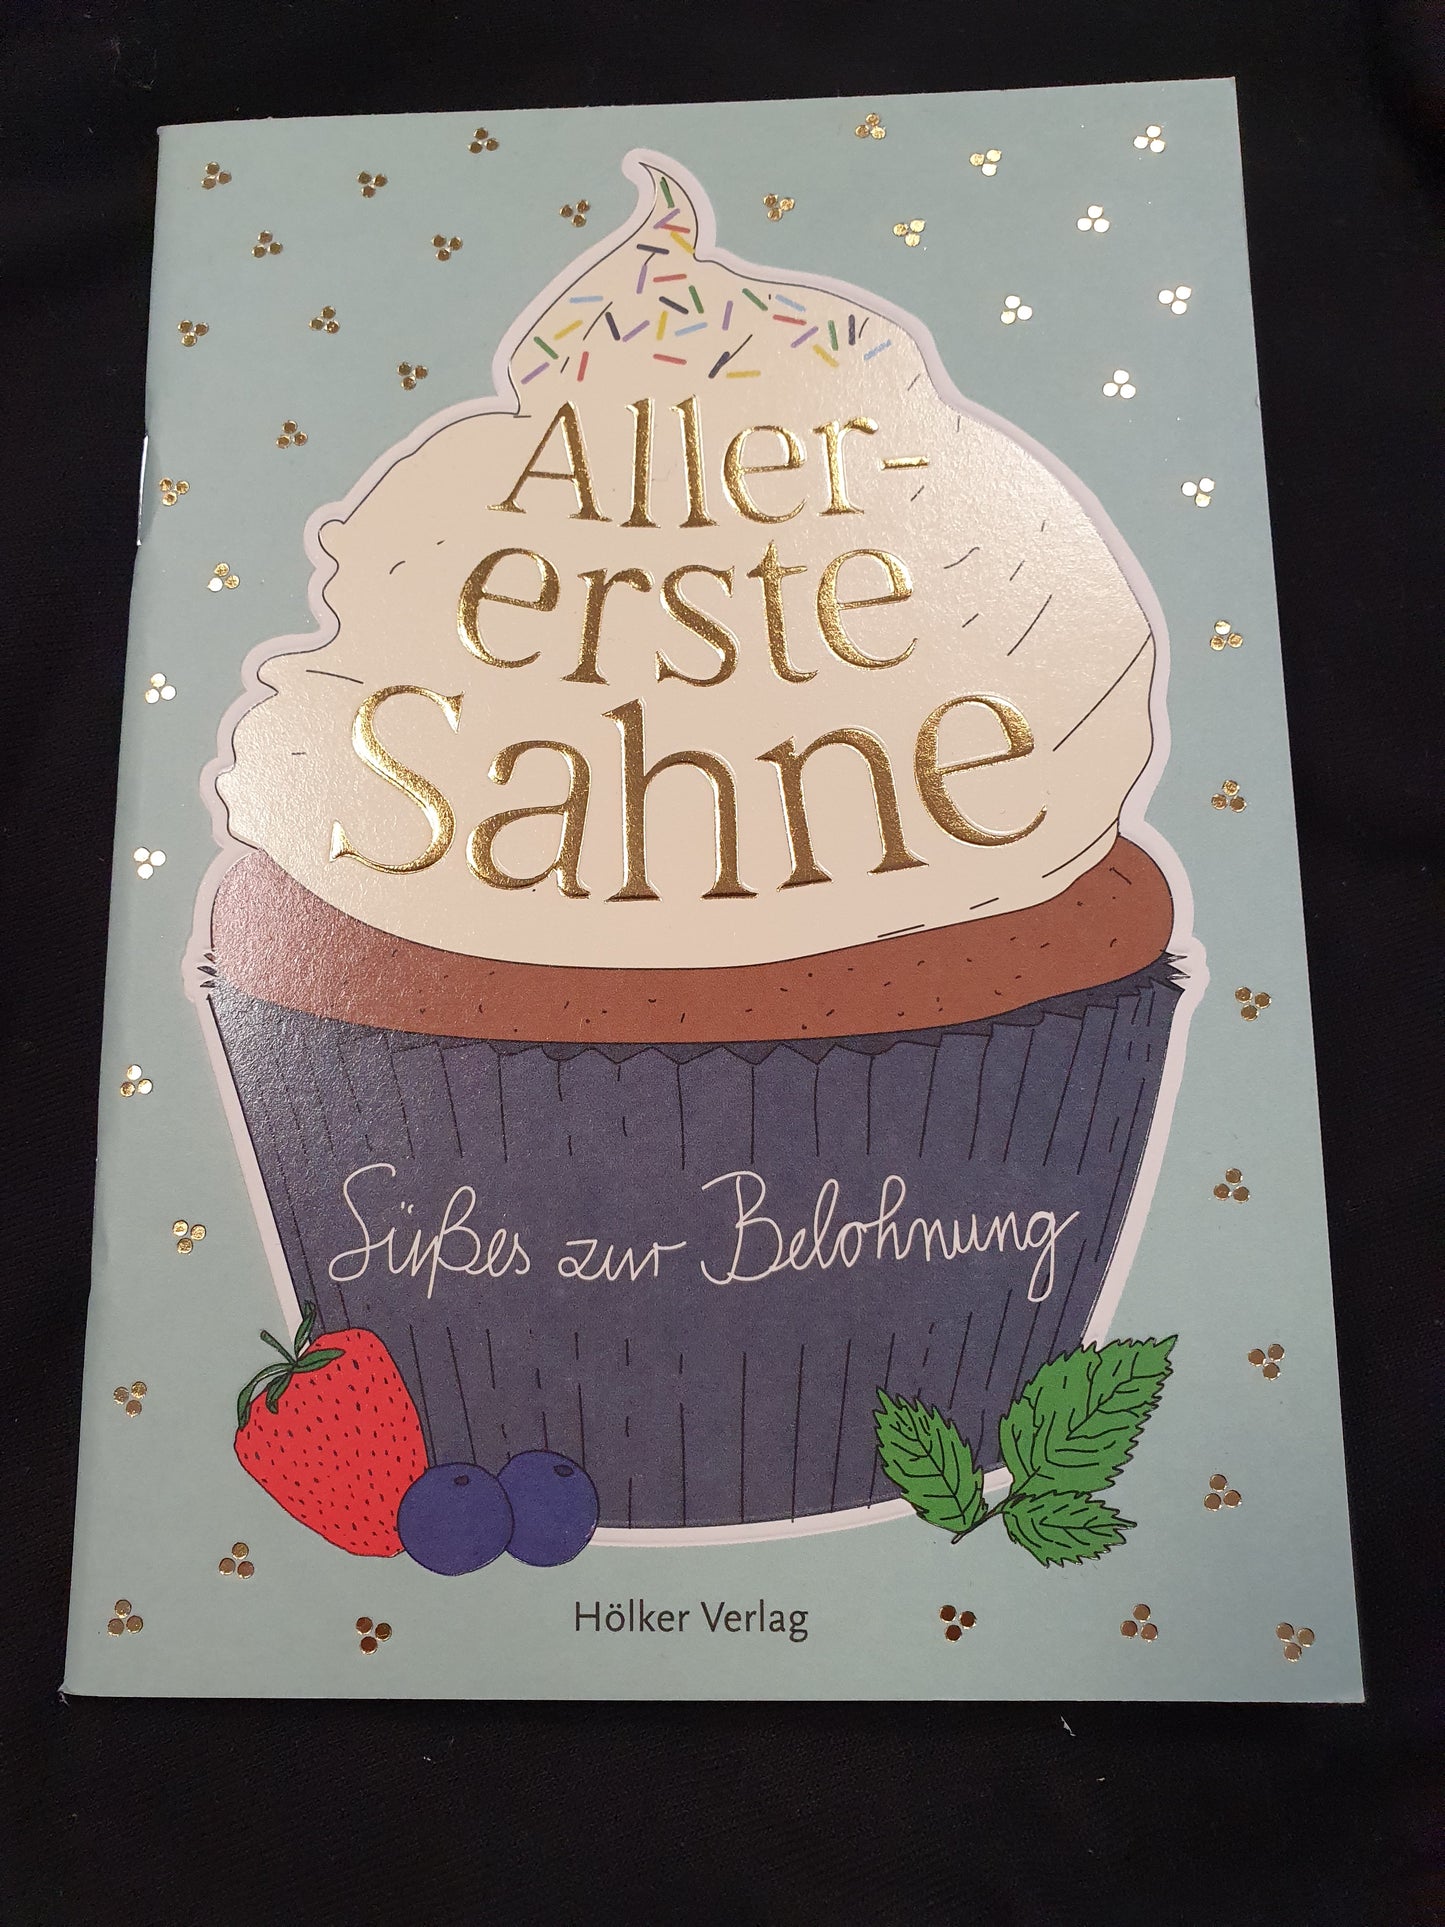 Aller-
erste
Sahne
Süßes zur Belohnung
Hölker Verlag